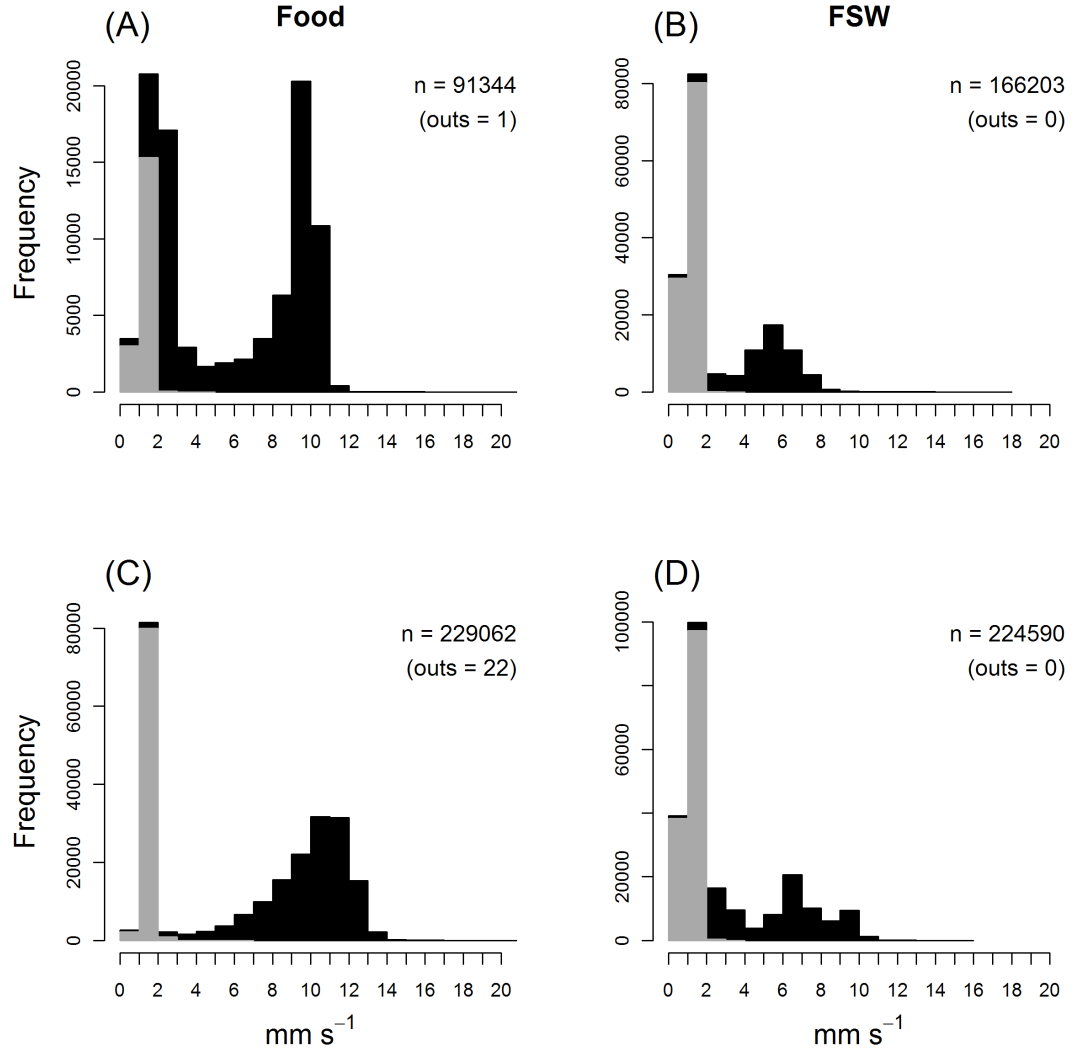 Food
FSW
(A)
n = 91344
(outs = 1)
Frequency
0
5000
10000
15000
20000
0 2 4 6 8 10 12 14 16 18 20
(B)
n = 166203
(outs = 0)
0
20000
40000
60000
80000
0 2 4 6 8 10 12 14 16 18 20
(C)
n = 229062
(outs = 22)
Frequency
0
20000
40000
60000
80000
0 2 4 6 8 10 12 14 16 18 20
mm s⁻¹
(D)
n = 224590
(outs = 0)
0
20000
60000
100000
0 2 4 6 8 10 12 14 16 18 20
mm s⁻¹